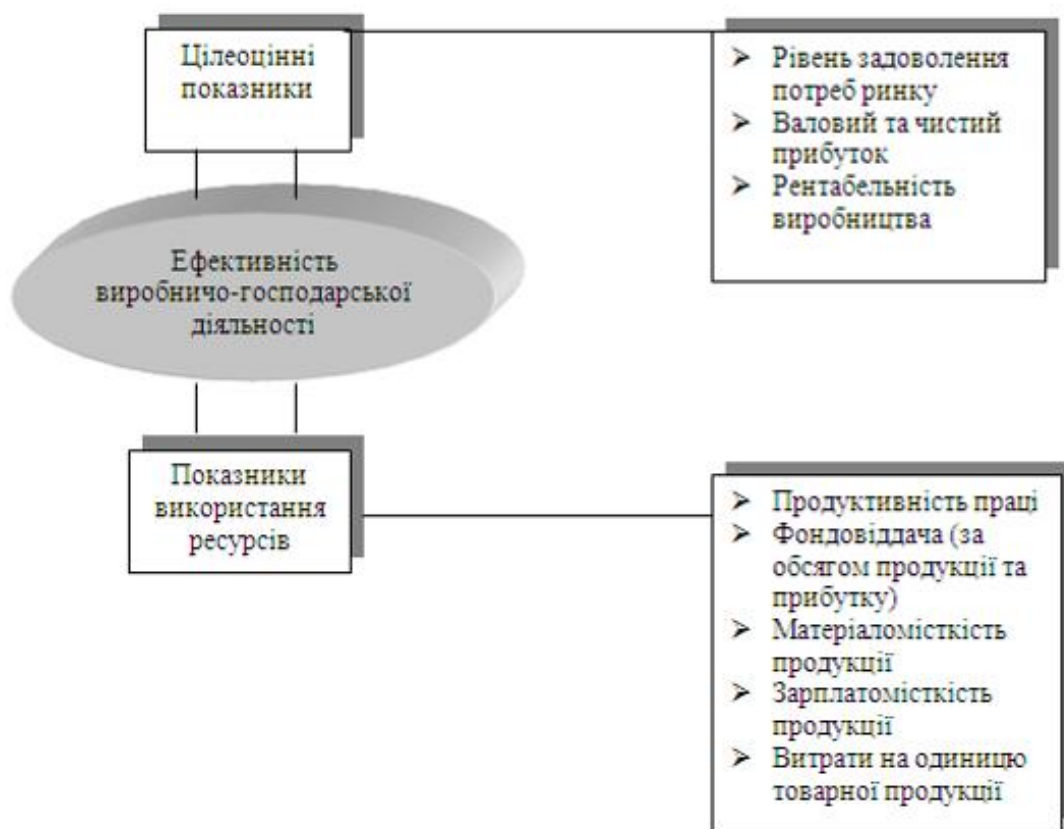 Цілеоцінні
показники
➤ Рівень задоволення
потреб ринку
➤ Валовий та чистий
прибуток
➤ Рентабельність
виробництва
Ефективність
виробничо-господарської
діяльності
Показники
використання
ресурсів
➤ Продуктивність праці
➤ Фондовіддача (за
обсягом продукції та
прибутку)
➤ Матеріаломісткість
продукції
➤ Зарплатомісткість
продукції
➤ Витрати на одиницю
товарної продукції